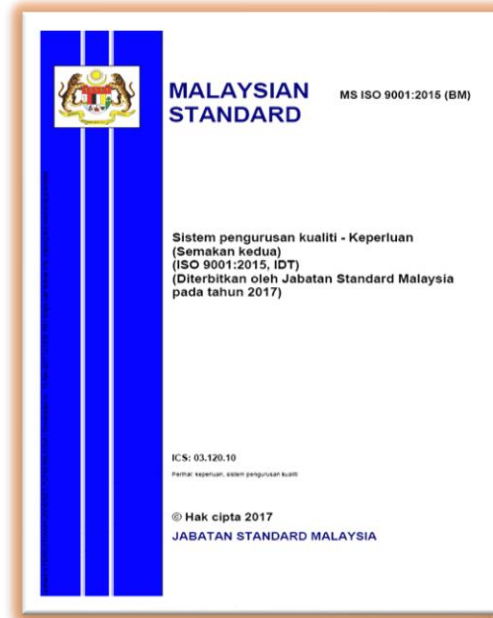 MALAYSIAN
STANDARD
MS ISO 9001:2015 (BM)
Sistem pengurusan kualiti - Keperluan
(Semakan kedua)
(ISO 9001:2015, IDT)
(Diterbitkan oleh Jabatan Standard Malaysia
pada tahun 2017)
ICS: 03.120.10
Perihal: keperluan, sistem pengurusan kualiti
© Hak cipta 2017
JABATAN STANDARD MALAYSIA